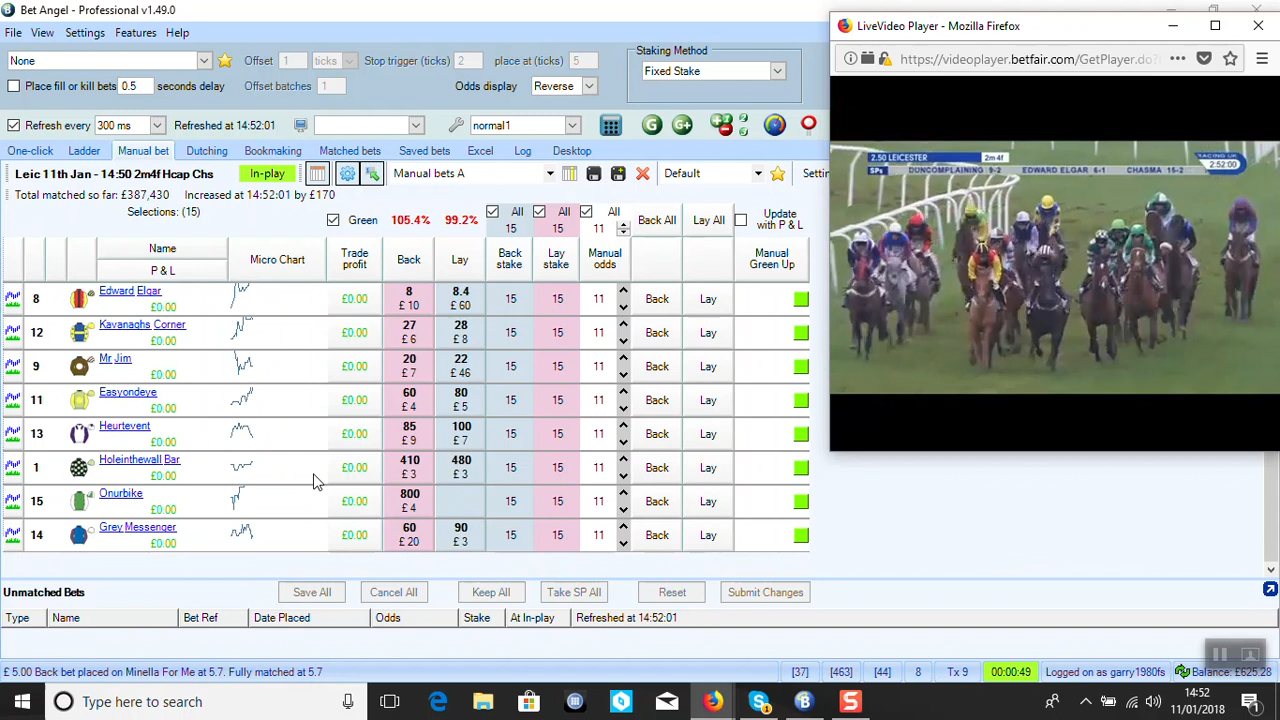 Bet Angel - Professional v1.49.0
File View Settings Features Help
None Offset 1 ticks Stop trigger (ticks) 2 place at (ticks) 5
Staking Method
Fixed Stake
Place fill or kill bets 0.5 seconds delay Offset batches 1 Odds display Reverse
Refresh every 300 ms Refreshed at 14:52:01 normal1 G G+
One-click Ladder Manual bet Dutching Bookmaking Matched bets Saved bets Excel Log Desktop
Leic 11th Jan - 14:50 2m4f Hcap Chs In-play Manual bets A Default
Total matched so far: £387,430 Increased at 14:52:01 by £170
Selections: (15) Green 105.4% 99.2% All 15 All 15 All 11 Back All Lay All Update with P & L
Name P & L Micro Chart Trade profit Back Lay Back stake Lay stake Manual odds Manual Green Up
8 Edward Elgar £0.00 £0.00 8 £ 10 8.4 £ 60 15 15 11 Back Lay
12 Kavanaghs Corner £0.00 £0.00 27 £ 6 28 £ 8 15 15 11 Back Lay
9 Mr Jim £0.00 £0.00 20 £ 7 22 £ 46 15 15 11 Back Lay
11 Easyondeye £0.00 £0.00 60 £ 4 80 £ 5 15 15 11 Back Lay
13 Heurtevent £0.00 £0.00 85 £ 9 100 £ 7 15 15 11 Back Lay
1 Holeinthewall Bar £0.00 £0.00 410 £ 3 480 £ 3 15 15 11 Back Lay
15 Onurbike £0.00 £0.00 800 £ 4 15 15 11 Back Lay
14 Grey Messenger £0.00 £0.00 60 £ 20 90 £ 3 15 15 11 Back Lay
Unmatched Bets Save All Cancel All Keep All Take SP All Reset Submit Changes
Type Name Bet Ref Date Placed Odds Stake At In-play Refreshed at 14:52:01
£ 5.00 Back bet placed on Minella For Me at 5.7. Fully matched at 5.7 [37] [463] [44] 8 Tx 9 00:00:49 Logged on as garry1980fs Balance: £625.28
LiveVideo Player - Mozilla Firefox
https://videoplayer.betfair.com/GetPlayer.do?
2.50 LEICESTER 2m 4f RACING UK
SPs DUNCOMPLAINING 9-2 EDWARD ELGAR 6-1 CHASMA 15-2 2:52:00
Type here to search
14:52
11/01/2018